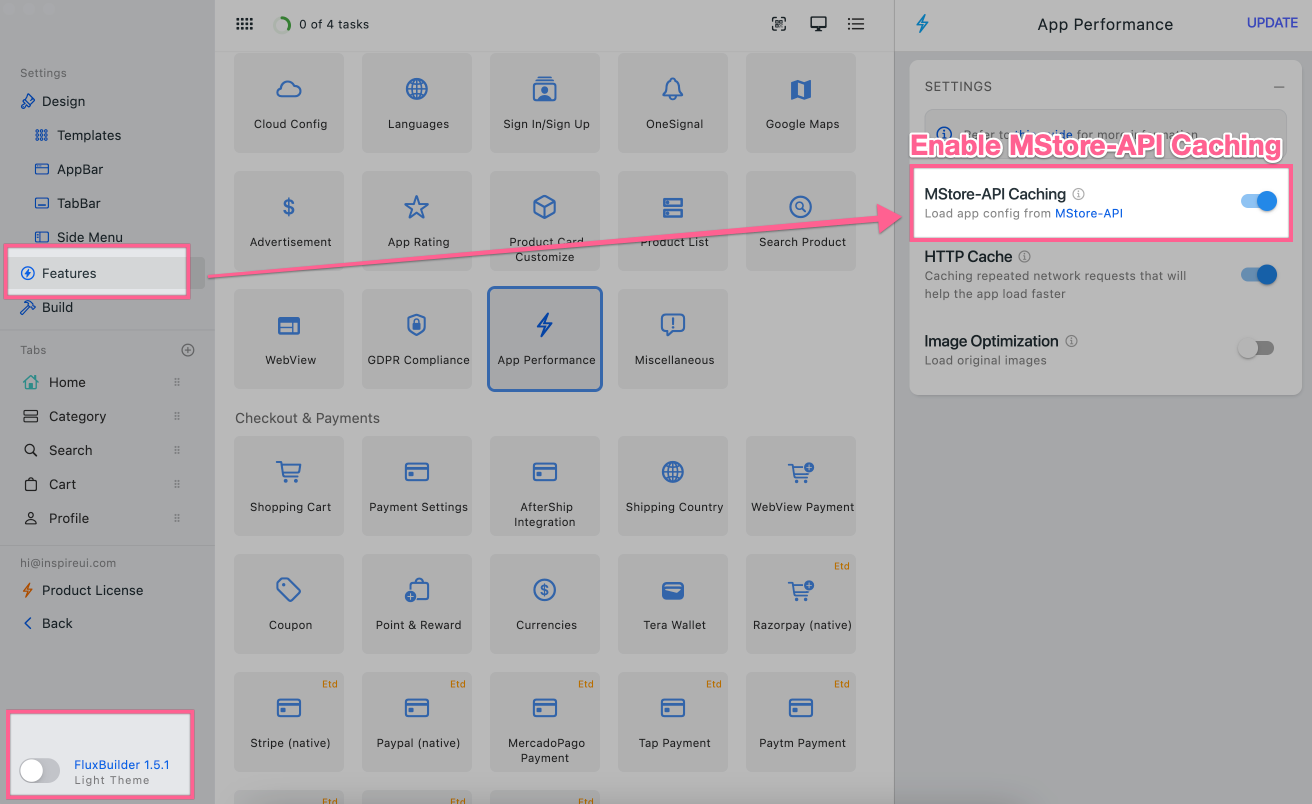 Settings
Design
Templates
AppBar
TabBar
Side Menu
Features
Build
Tabs
Home
Category
Search
Cart
Profile
hi@inspireui.com
Product License
Back
FluxBuilder 1.5.1
Light Theme
0 of 4 tasks
Cloud Config
Languages
Sign In/Sign Up
OneSignal
Google Maps
Advertisement
App Rating
Product Card
Customize
Product List
Search Product
WebView
GDPR Compliance
App Performance
Miscellaneous
Checkout & Payments
Shopping Cart
Payment Settings
AfterShip
Integration
Shipping Country
WebView Payment
Coupon
Point & Reward
Currencies
Tera Wallet
Etd
Razorpay (native)
Etd
Stripe (native)
Etd
Paypal (native)
Etd
MercadoPago
Payment
Etd
Tap Payment
Etd
Paytm Payment
Etd
Etd
Etd
App Performance
UPDATE
SETTINGS
Refer to this guide for more information
Enable MStore-API Caching
MStore-API Caching
Load app config from MStore-API
HTTP Cache
Caching repeated network requests that will
help the app load faster
Image Optimization
Load original images